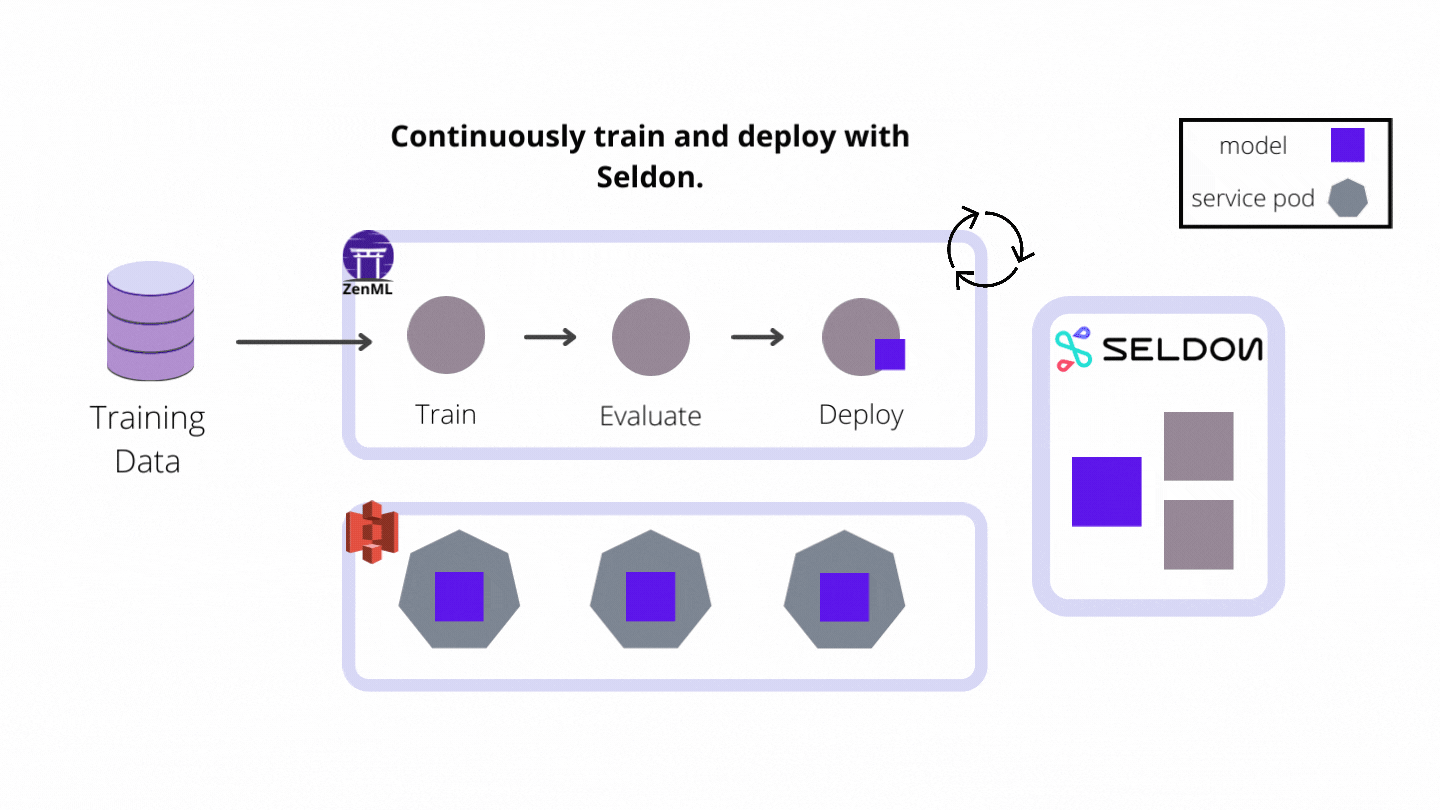 Continuously train and deploy with
Seldon.
model
service pod
ZenML
Training
Data
Train
Evaluate
Deploy
SELDON